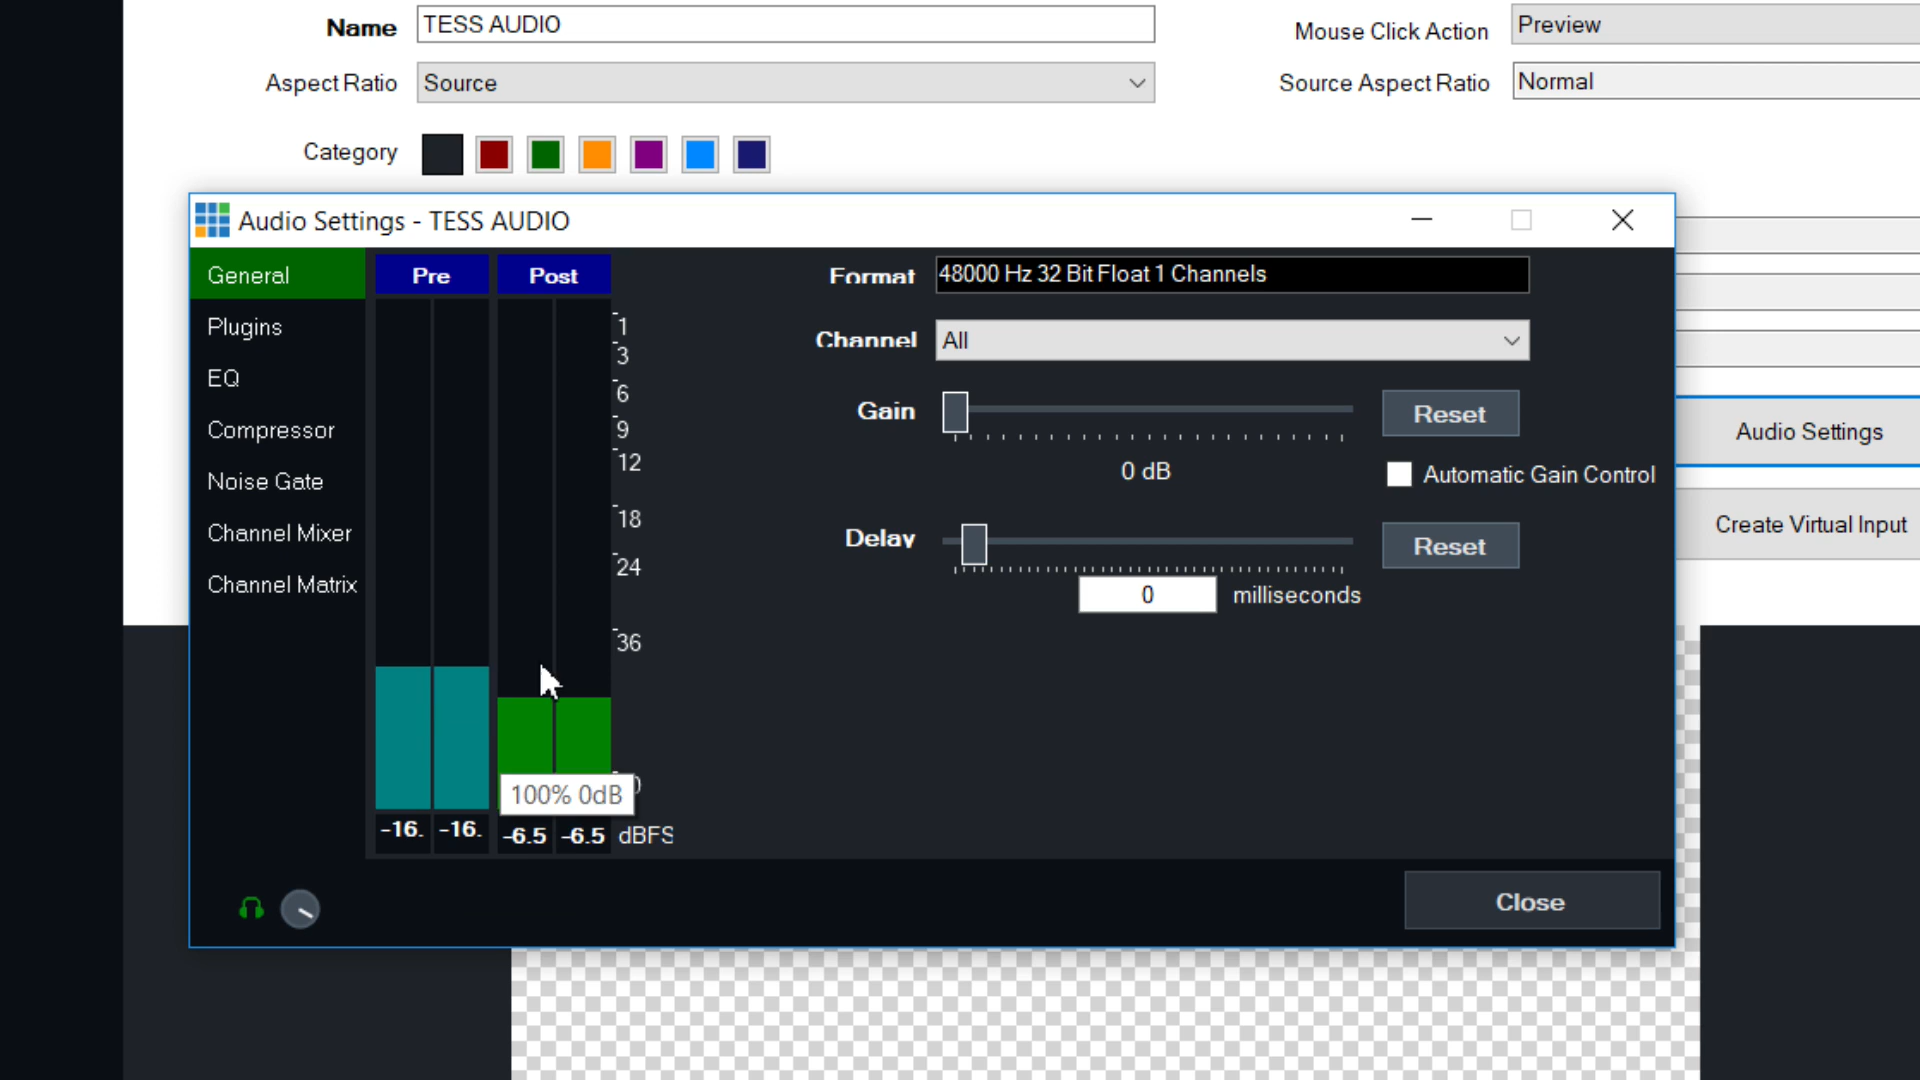 Name TESS AUDIO Mouse Click Action Preview
Aspect Ratio Source Source Aspect Ratio Normal
Category
Audio Settings - TESS AUDIO
General Pre Post Format 48000 Hz 32 Bit Float 1 Channels
Plugins
EQ
Compressor
Noise Gate
Channel Mixer
Channel Matrix
1
3
6
9
12
18
24
36
Channel All
Gain Reset
0 dB Automatic Gain Control
Delay Reset
0 milliseconds
100% 0dB
-16. -16. -6.5 -6.5 dBFS
Close
Audio Settings
Create Virtual Input